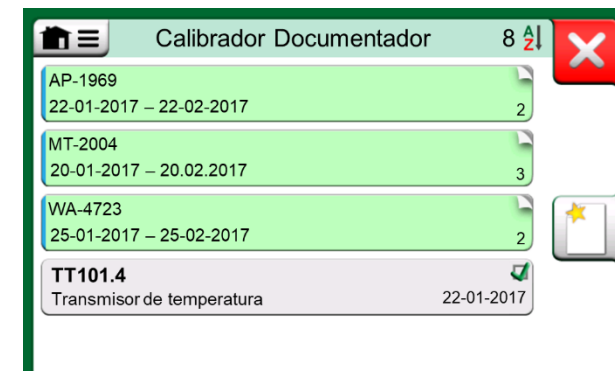 Calibrador Documentador 8 AZ
AP-1969
22-01-2017 – 22-02-2017 2
MT-2004
20-01-2017 – 20.02.2017 3
WA-4723
25-01-2017 – 25-02-2017 2
TT101.4
Transmisor de temperatura 22-01-2017